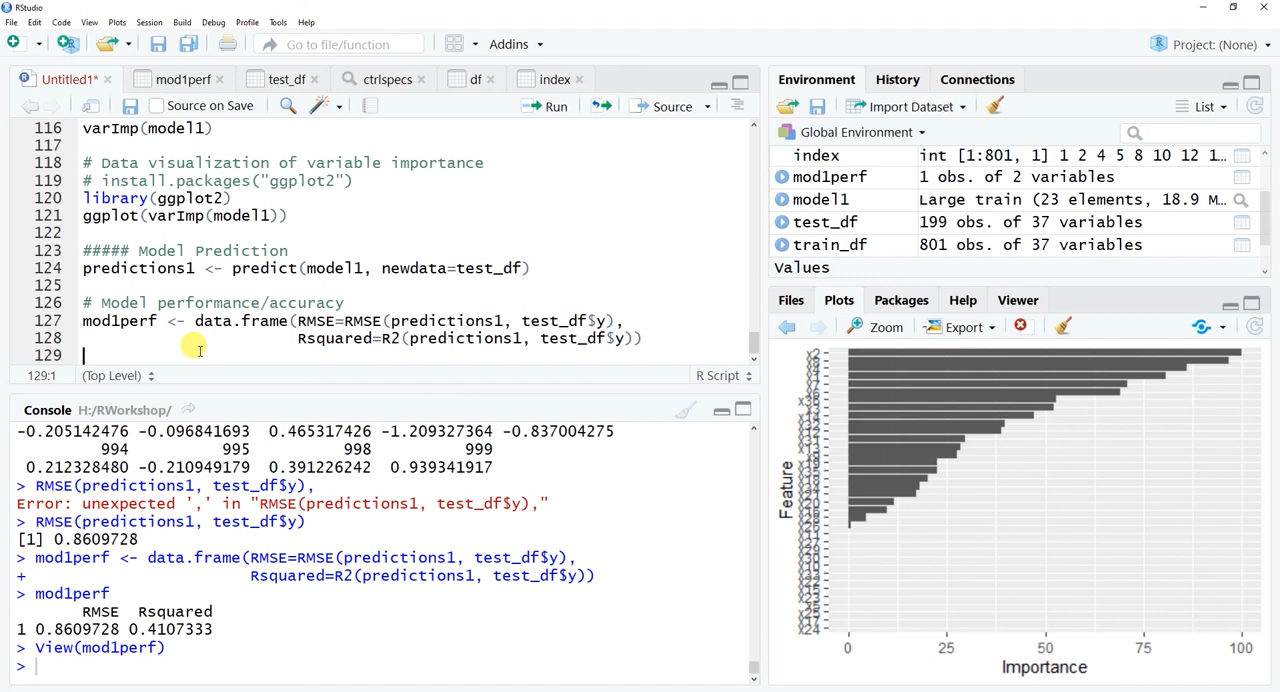 RStudio
File Edit Code View Plots Session Build Debug Profile Tools Help
Go to file/function Addins Project: (None)
Untitled1* mod1perf test_df ctrlspecs df index
Source on Save Run Source
116 varImp(model1)
117
118 # Data visualization of variable importance
119 # install.packages("ggplot2")
120 library(ggplot2)
121 ggplot(varImp(model1))
122
123 ##### Model Prediction
124 predictions1 <- predict(model1, newdata=test_df)
125
126 # Model performance/accuracy
127 mod1perf <- data.frame(RMSE=RMSE(predictions1, test_df$y),
128 Rsquared=R2(predictions1, test_df$y))
129
129:1 (Top Level) R Script
Console H:/RWorkshop/
-0.205142476 -0.096841693 0.465317426 -1.209327364 -0.837004275
994 995 998 999
0.212328480 -0.210949179 0.391226242 0.939341917
> RMSE(predictions1, test_df$y),
Error: unexpected ',' in "RMSE(predictions1, test_df$y),"
> RMSE(predictions1, test_df$y)
[1] 0.8609728
> mod1perf <- data.frame(RMSE=RMSE(predictions1, test_df$y),
+ Rsquared=R2(predictions1, test_df$y))
> mod1perf
RMSE Rsquared
1 0.8609728 0.4107333
> View(mod1perf)
>
Environment History Connections
Import Dataset List
Global Environment
index int [1:801, 1] 1 2 4 5 8 10 12 1...
mod1perf 1 obs. of 2 variables
model1 Large train (23 elements, 18.9 M...
test_df 199 obs. of 37 variables
train_df 801 obs. of 37 variables
Values
Files Plots Packages Help Viewer
Zoom Export
x2
Feature
x24
0 25 50 75 100
Importance